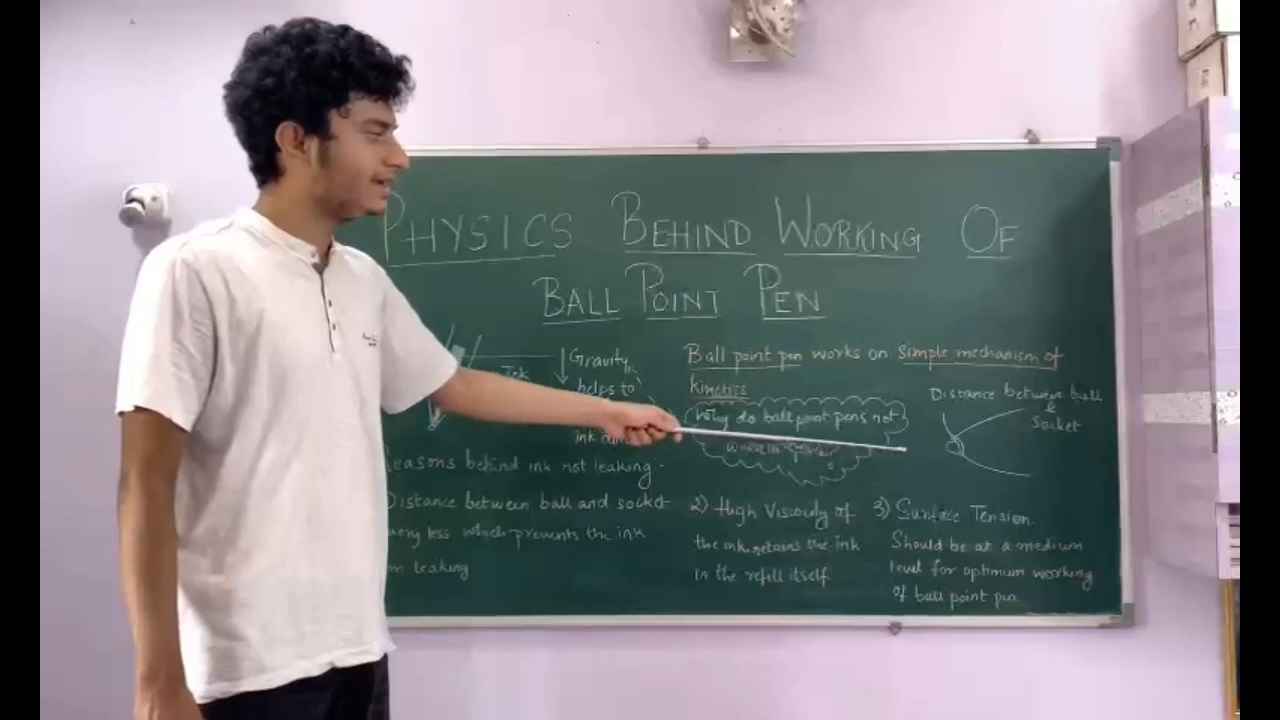 PHYSICS BEHIND WORKING OF
BALL POINT PEN
Ink
Gravity
helps to
ink
Ball point pen works on simple mechanism of
kinetics
Why do ball point pens not
work in
Distance between ball
&
Socket
Reasons behind ink not leaking
Distance between ball and socket
very less which prevents the ink
leaking
2) High Viscouly of
the ink retains the ink
in the refill itself
3) Surface Tension
Should be at a medium
level for optimum working
of ball point pen